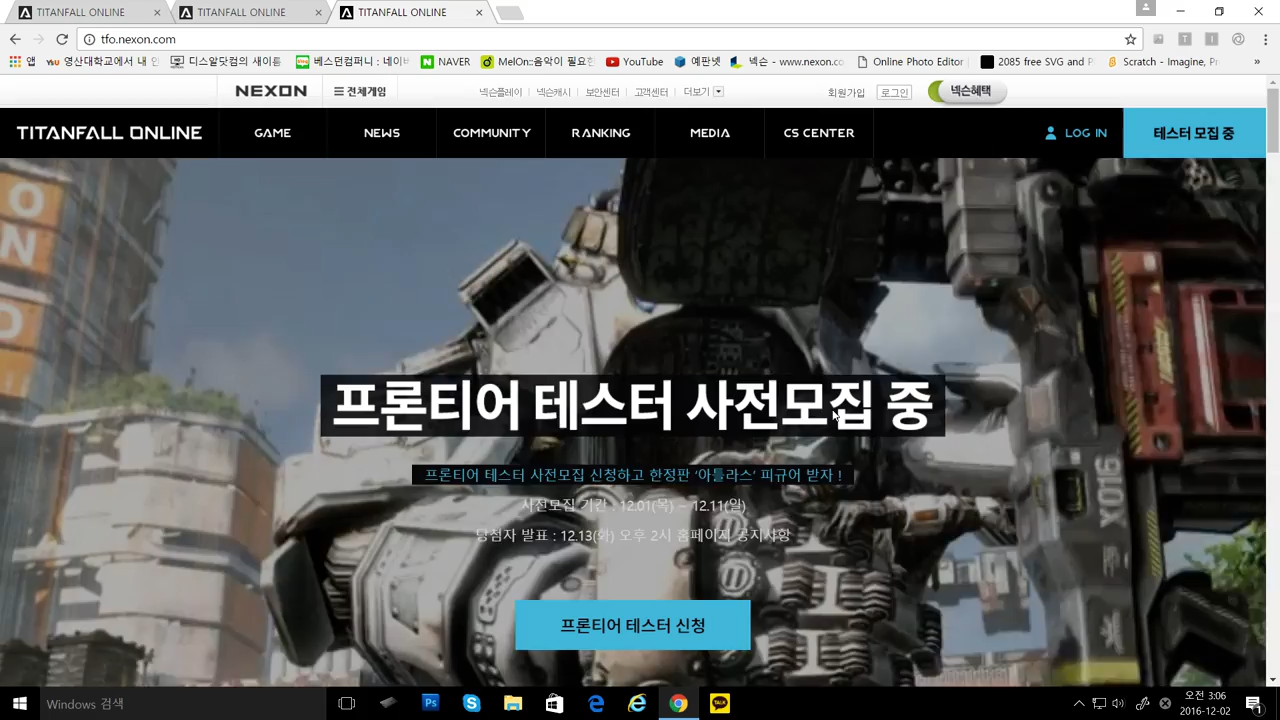 TITANFALL ONLINE
TITANFALL ONLINE
TITANFALL ONLINE
tfo.nexon.com
앱
영산대학교에서 내 인
디스알닷컴의 새이름
베스뎐컴퍼니 : 네이버
NAVER
MelOn::음악이 필요한
YouTube
예판넷
넥슨 - www.nexon.co
Online Photo Editor
2085 free SVG and P
Scratch - Imagine, Pr
»
NEXON
전체게임
넥슨플레이
넥슨캐시
보안센터
고객센터
더보기
회원가입
로그인
넥슨혜택
TITANFALL ONLINE
GAME
NEWS
COMMUNITY
RANKING
MEDIA
CS CENTER
LOG IN
테스터 모집 중
프론티어 테스터 사전모집 중
프론티어 테스터 사전모집 신청하고 한정판 ‘아틀라스’ 피규어 받자 !
사전모집 기간 : 12.01(목) ~ 12.11(일)
당첨자 발표 : 12.13(화) 오후 2시 홈페이지 공지사항
프론티어 테스터 신청
X016
Windows 검색
오전 3:06
2016-12-02